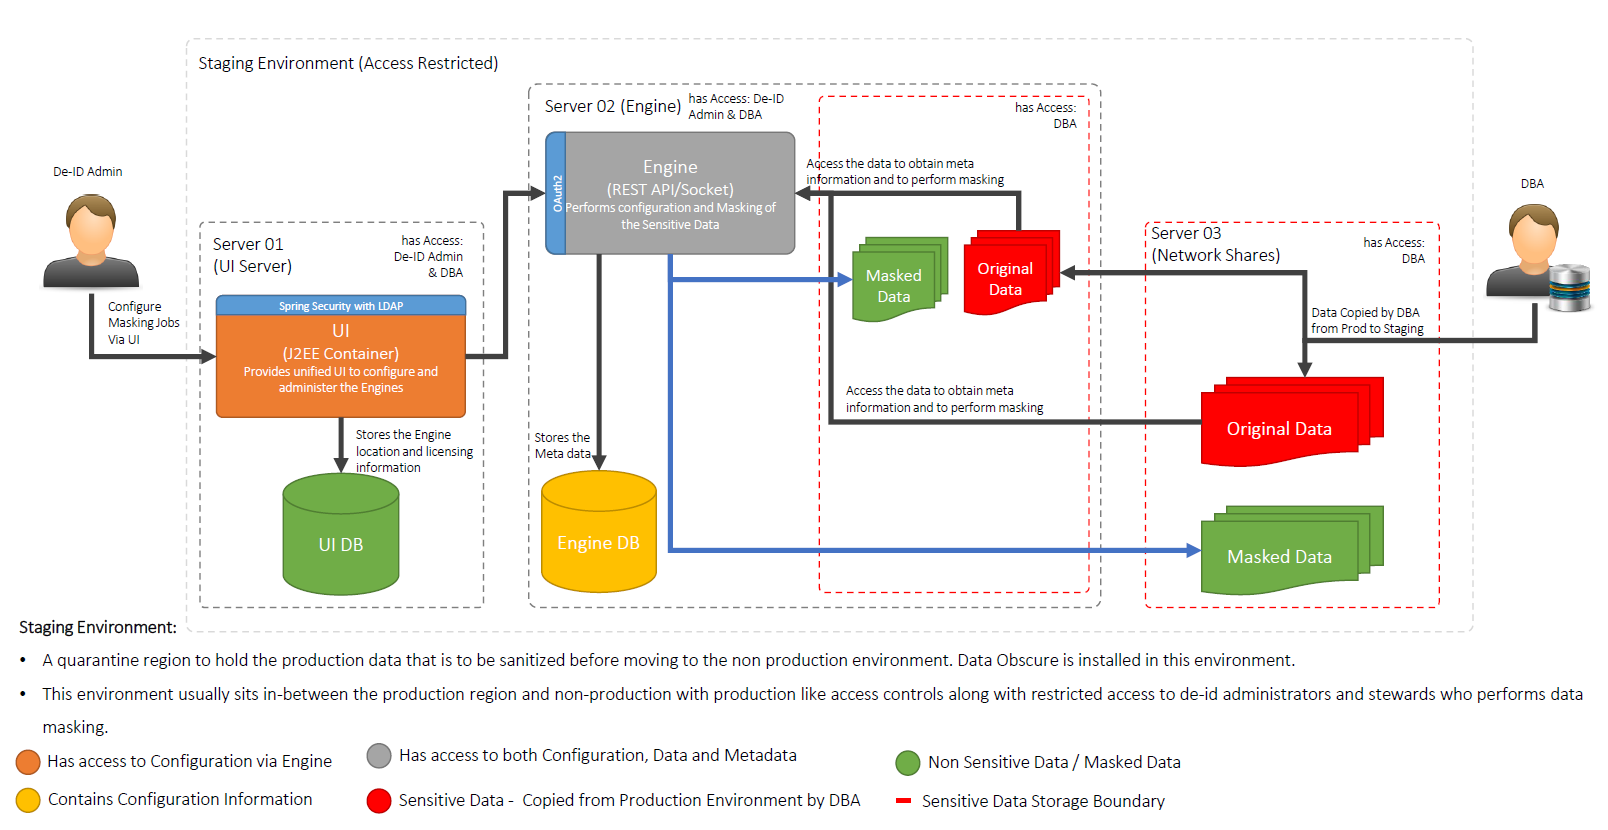 Staging Environment (Access Restricted)
De-ID Admin
Configure
Masking Jobs
Via UI
Server 01
(UI Server)
has Access:
De-ID Admin
& DBA
Spring Security with LDAP
UI
(J2EE Container)
Provides unified UI to configure and
administer the Engines
Stores the Engine
location and licensing
information
UI DB
Server 02 (Engine)
has Access: De-ID
Admin & DBA
OAuth2
Engine
(REST API/Socket)
Performs configuration and Masking of
the Sensitive Data
Stores the
Meta data
Engine DB
has Access:
DBA
Access the data to obtain meta
information and to perform masking
Masked
Data
Original
Data
Access the data to obtain meta
information and to perform masking
Server 03
(Network Shares)
has Access:
DBA
Data Copied by DBA
from Prod to Staging
Original Data
Masked Data
DBA
Staging Environment:
• A quarantine region to hold the production data that is to be sanitized before moving to the non production environment. Data Obscure is installed in this environment.
• This environment usually sits in-between the production region and non-production with production like access controls along with restricted access to de-id administrators and stewards who performs data
masking.
Has access to Configuration via Engine
Has access to both Configuration, Data and Metadata
Non Sensitive Data / Masked Data
Contains Configuration Information
Sensitive Data - Copied from Production Environment by DBA
Sensitive Data Storage Boundary